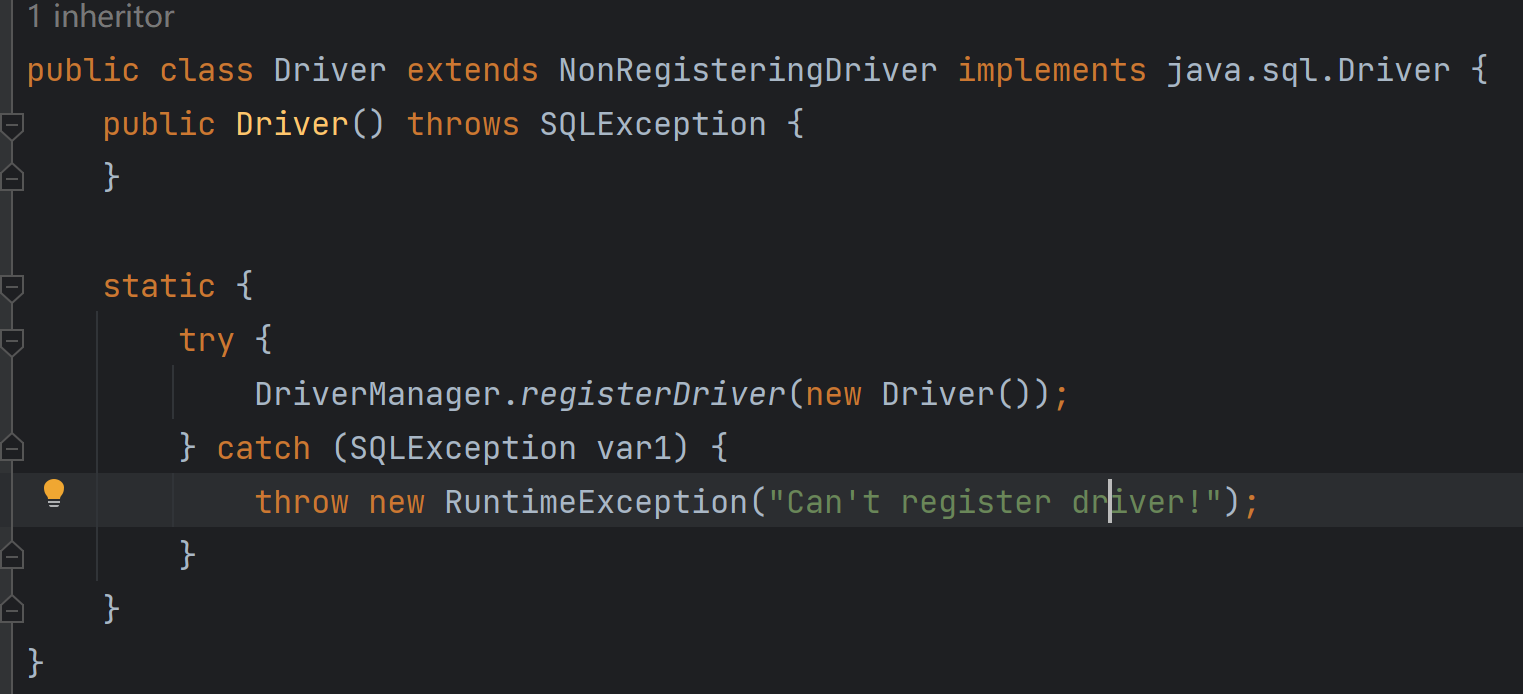 1 inheritor
public class Driver extends NonRegisteringDriver implements java.sql.Driver {
    public Driver() throws SQLException {
    }
    static {
        try {
            DriverManager.registerDriver(new Driver());
        } catch (SQLException var1) {
            throw new RuntimeException("Can't register driver!");
        }
    }
}